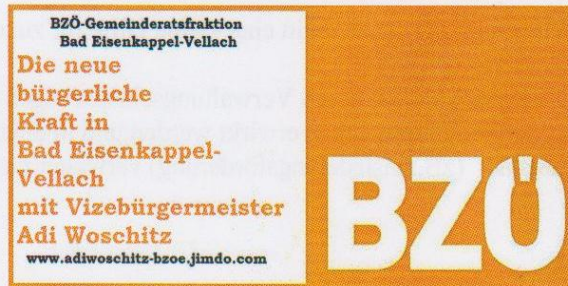 BZÖ-Gemeinderatsfraktion
Bad Eisenkappel-Vellach
Die neue
bürgerliche
Kraft in
Bad Eisenkappel-
Vellach
mit Vizebürgermeister
Adi Woschitz
www.adiwoschitz-bzoe.jimdo.com
BZÖ